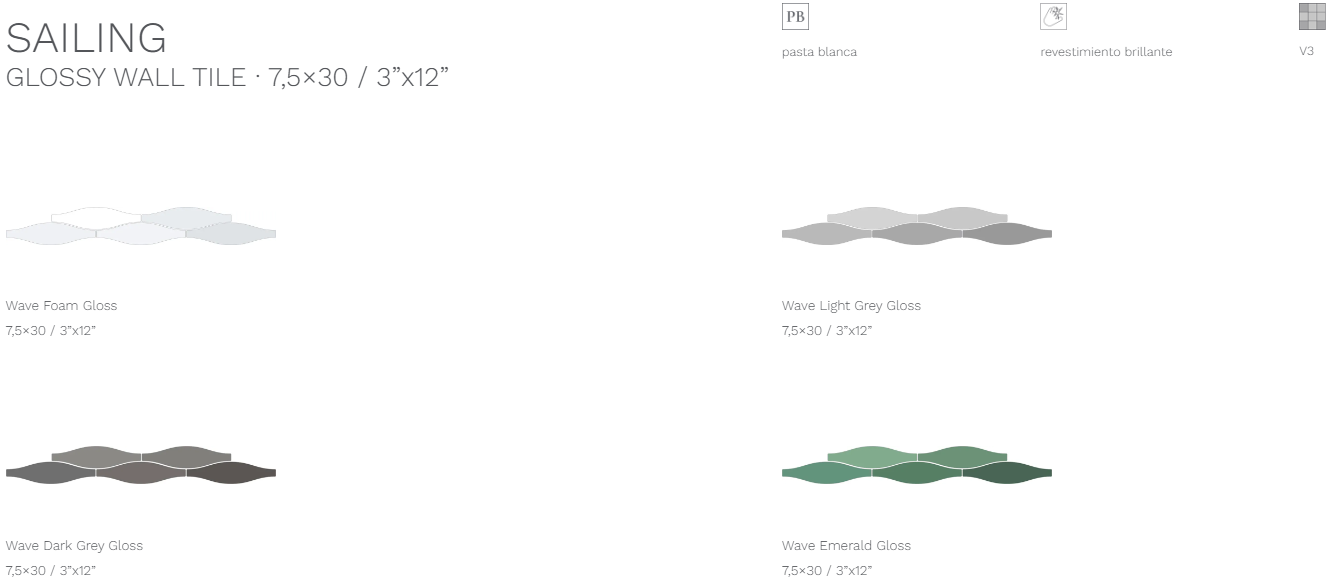 SAILING
GLOSSY WALL TILE · 7,5×30 / 3”x12”
PB
pasta blanca
revestimiento brillante
V3
Wave Foam Gloss
7,5×30 / 3”x12”
Wave Light Grey Gloss
7,5×30 / 3”x12”
Wave Dark Grey Gloss
7,5×30 / 3”x12”
Wave Emerald Gloss
7,5×30 / 3”x12”